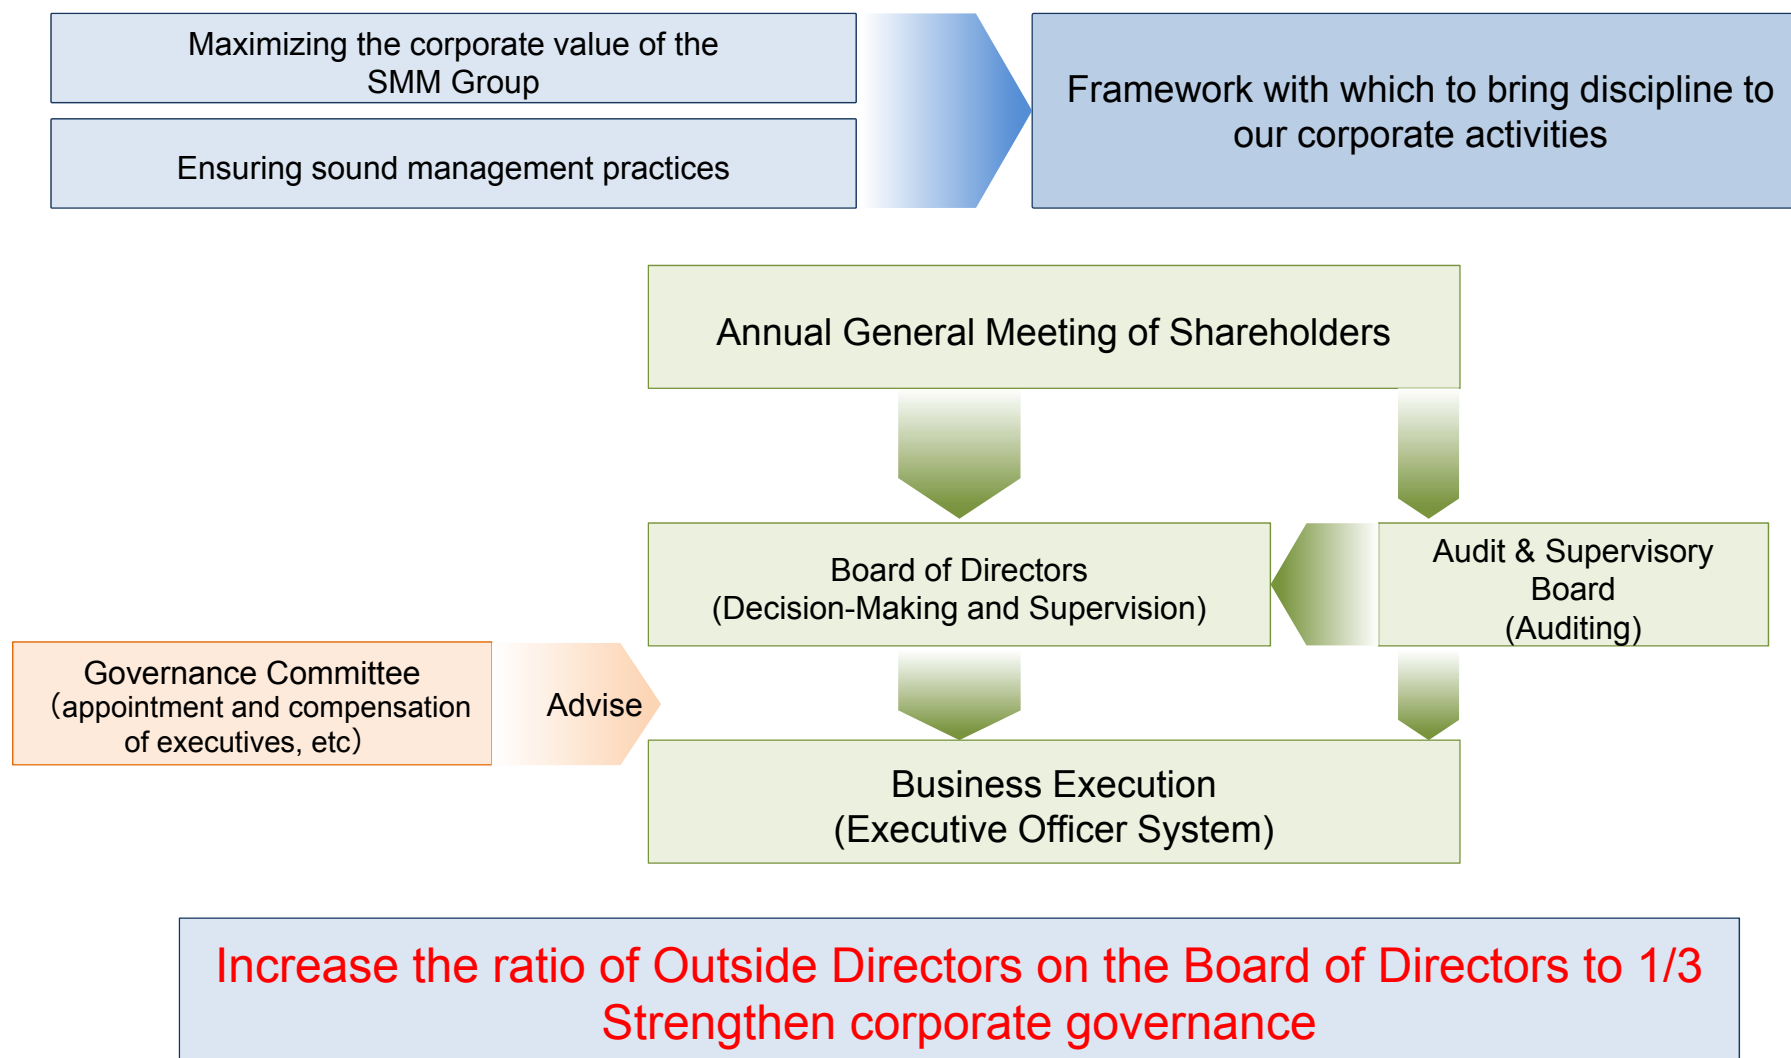 Maximizing the corporate value of the
SMM Group
Ensuring sound management practices
Framework with which to bring discipline to
our corporate activities
Annual General Meeting of Shareholders
Board of Directors
(Decision-Making and Supervision)
Audit & Supervisory
Board
(Auditing)
Governance Committee
（appointment and compensation
of executives, etc）
Advise
Business Execution
(Executive Officer System)
Increase the ratio of Outside Directors on the Board of Directors to 1/3
Strengthen corporate governance